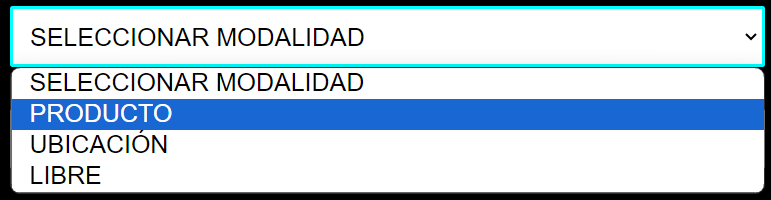 SELECCIONAR MODALIDAD
SELECCIONAR MODALIDAD
PRODUCTO
UBICACIÓN
LIBRE